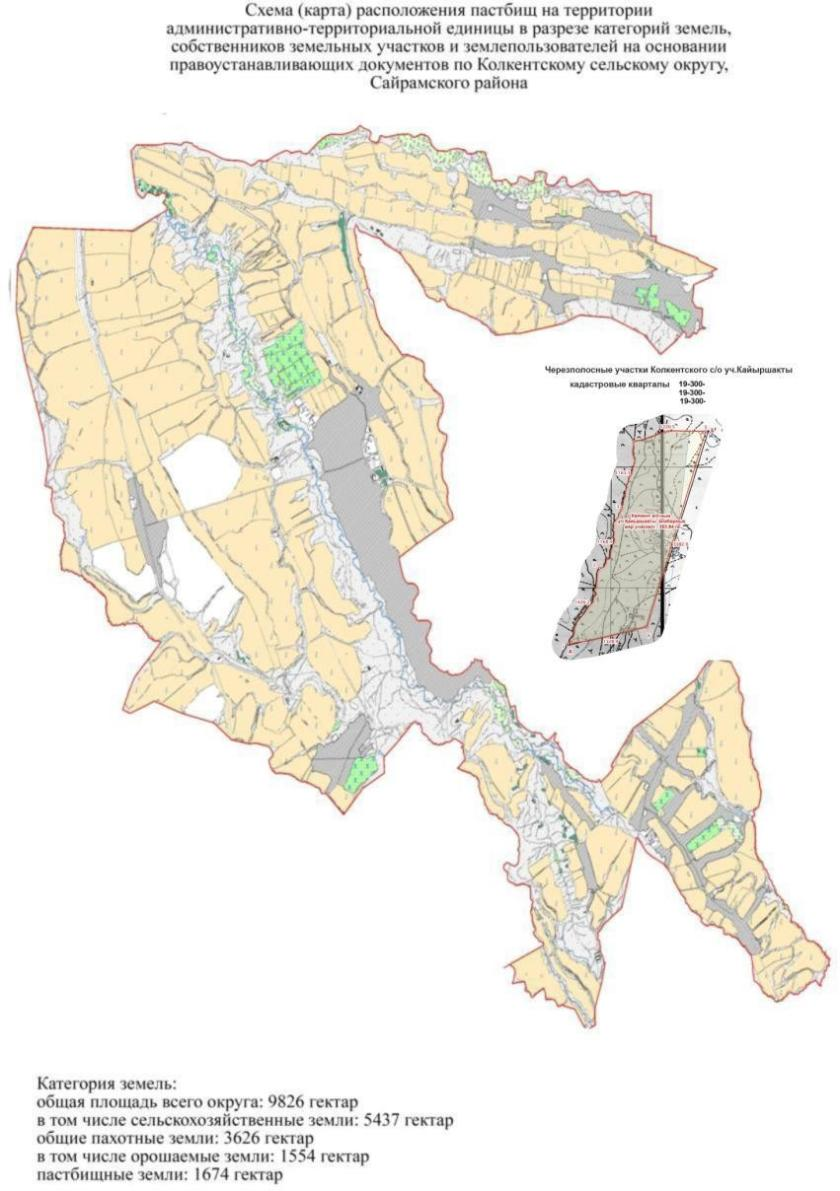 Схема (карта) расположения пастбищ на территории
административно-территориальной единицы в разрезе категорий земель,
собственников земельных участков и землепользователей на основании
правоустанавливающих документов по Колкентскому сельскому округу,
Сайрамского района
Черезполосные участки Колкентского с/о уч.Кайыршакты
кадастровые кварталы 19-300-
19-300-
19-300-
Категория земель:
общая площадь всего округа: 9826 гектар
в том числе сельскохозяйственные земли: 5437 гектар
общие пахотные земли: 3626 гектар
в том числе орошаемые земли: 1554 гектар
пастбищные земли: 1674 гектар